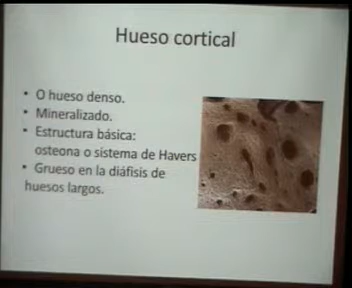 Hueso cortical
• O hueso denso.
• Mineralizado.
• Estructura básica:
osteona o sistema de Havers
• Grueso en la diáfisis de
huesos largos.